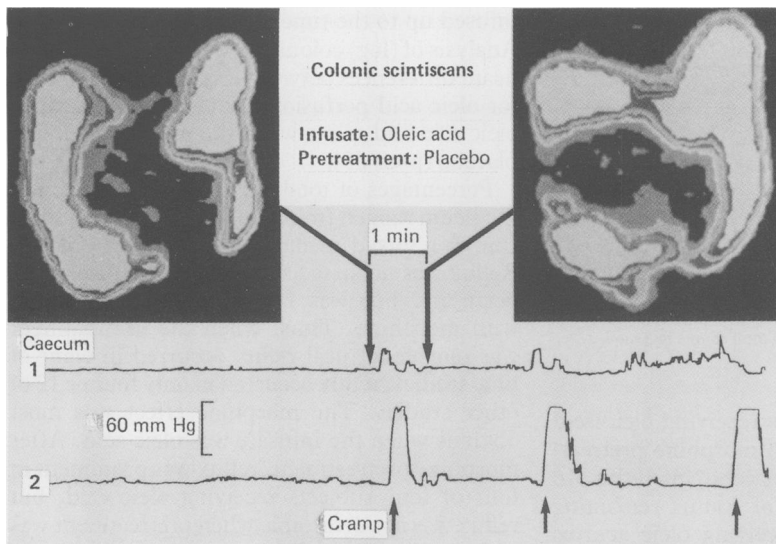 Colonic scintiscans
Infusate: Oleic acid
Pretreatment: Placebo
1 min
Caecum
1
60 mm Hg
2
Cramp